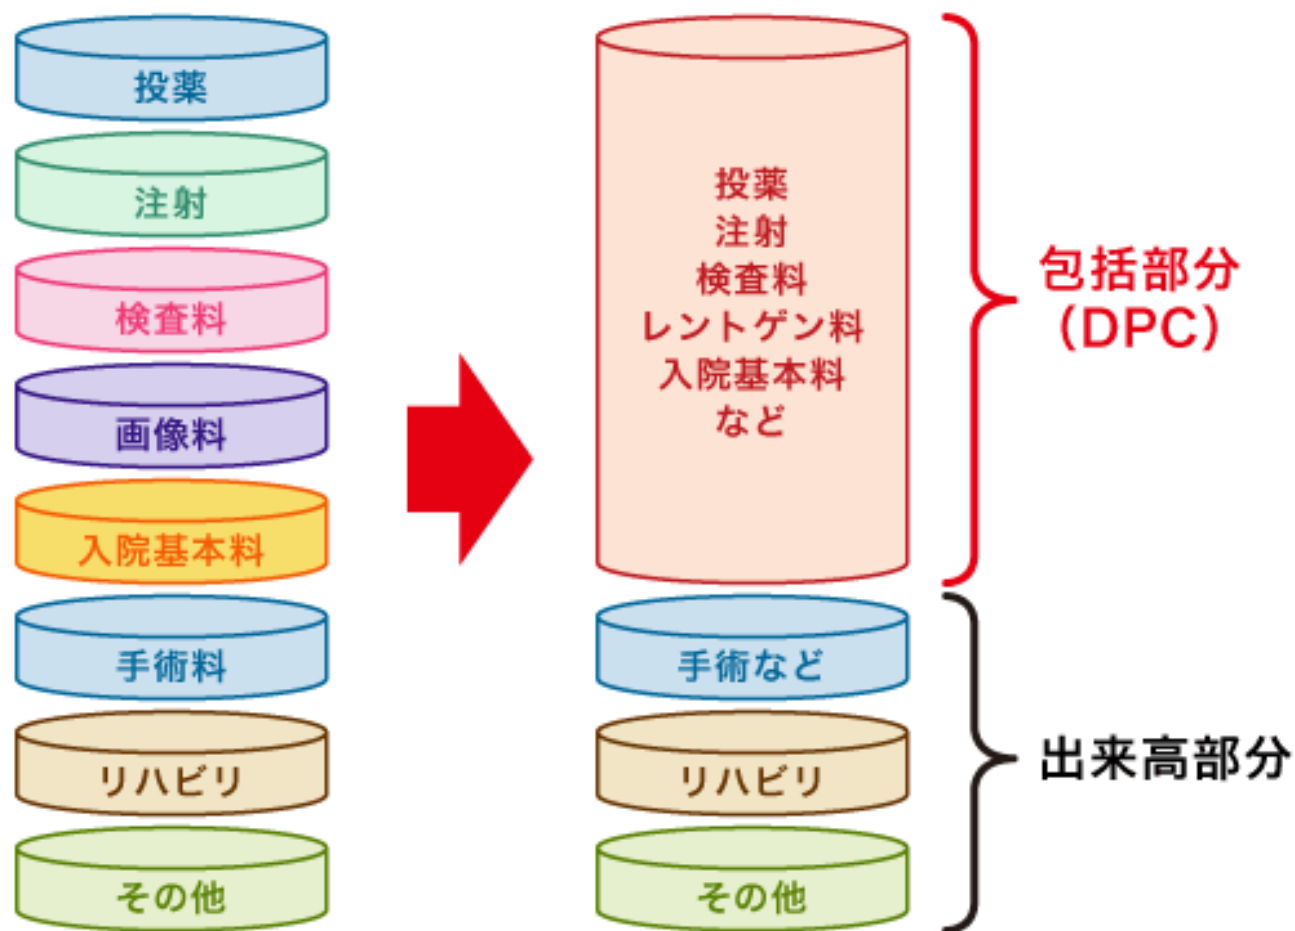 投薬
注射
検査料
画像料
入院基本料
手術料
リハビリ
その他
投薬
注射
検査料
レントゲン料
入院基本料
など
手術など
リハビリ
その他
包括部分
（DPC）
出来高部分